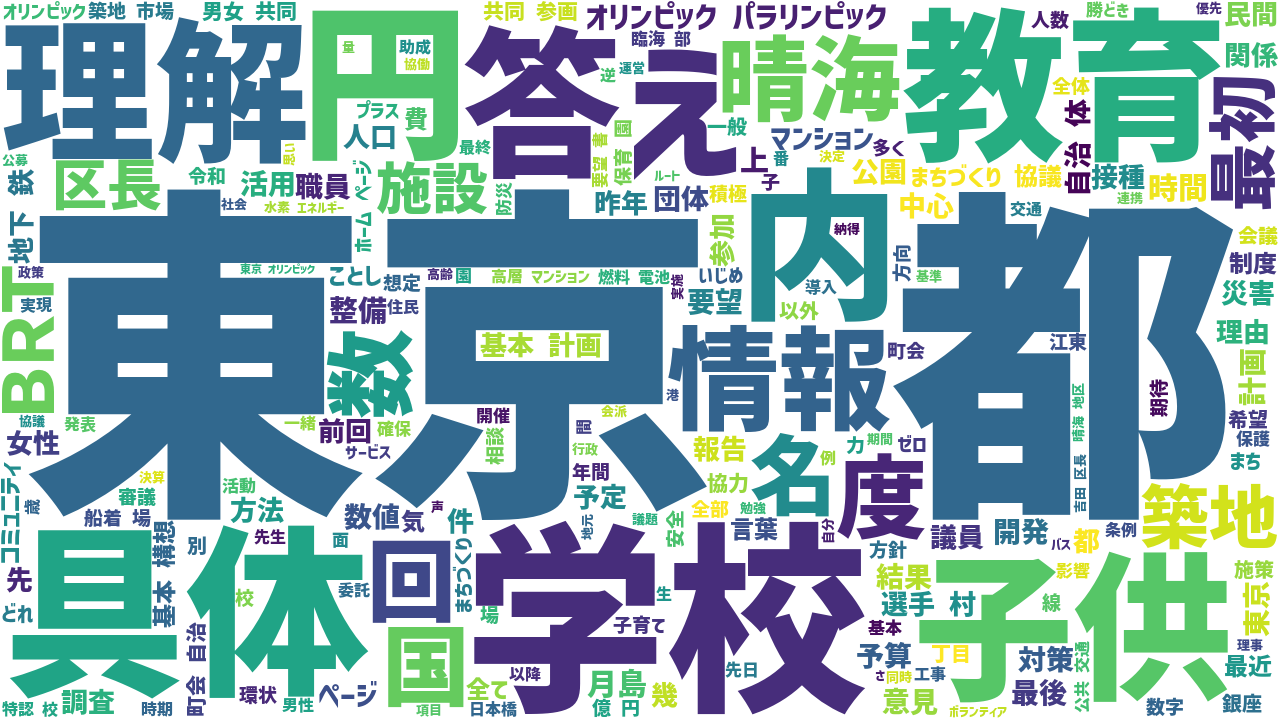 オリンピック
築地 市場
男女 共同
共同 参画
オリンピック パラリンピック
人数
勝どき
優先
民間
理解
円
量
助成
協働
臨海 部
逆
運営
答え
晴海
教育
関係
全体
最初
プラス
人口
費
最終
思い
要望 書
保育 園
園
一般
マンション
多く
上
番
決定
子
公園
まちづくり
協議
自治 体
接種
時間
連携
公募
鉄
区長
令和
活用
職員
ホーム ページ
施設
防災
昨年
ルート
団体
積極
中心
交通
会議
社会
水素 エネルギー
地下
政策
実現
東京 オリンピック
ことし
想定
高齢
園
高層 マンション
燃料 電池
いじめ
実施
参加
納得
内
方向
基準
制度
災害
BRT
整備
住民
要望
以外
導入
東京都
数
基本 計画
情報
町会
江東
理由
計画
期待
協議
発表
女性
一緒
確保
前回
サービス
相談
開催
会派
間
港
行政
晴海 地区
希望
保護
まち
コミュニティ
歳
決算
審議
船着 場
活動
方法
先生
基本 構想
別
面
数値
気
声
件
年間
予定
議題
地元
安全
報告
協力
全部
勉強
名
力
例
期間
ゼロ
度
言葉
自分
議員
方針
開発
バス
都
吉田 区長
条例
築地
先
どれ
具体
校
委託
回
まちづくり
場
学校
生
子育て
結果
選手 村
線
影響
施策
東京
子供
公共 交通
理事
最近
基本
予算
丁目
さ
同時
工事
対策
最後
意見
ボランティア
数字
銀座
町会 自治
調査
特認 校
時期
環状
男性
ページ
項目
国
全て
日本橋
以降
月島
億 円
幾
先日